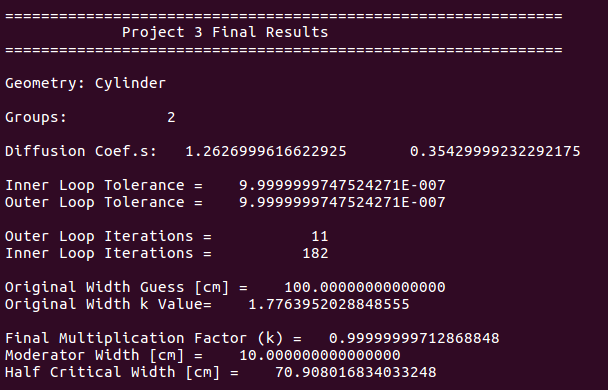 ==============================================================
Project 3 Final Results
==============================================================
Geometry: Cylinder
Groups: 2
Diffusion Coef.s: 1.2626999616622925 0.35429999232292175
Inner Loop Tolerance = 9.9999999747524271E-007
Outer Loop Tolerance = 9.9999999747524271E-007
Outer Loop Iterations = 11
Inner Loop Iterations = 182
Original Width Guess [cm] = 100.00000000000000
Original Width k Value= 1.7763952028848555
Final Multiplication Factor (k) = 0.99999999712868848
Moderator Width [cm] = 10.000000000000000
Half Critical Width [cm] = 70.908016834033248